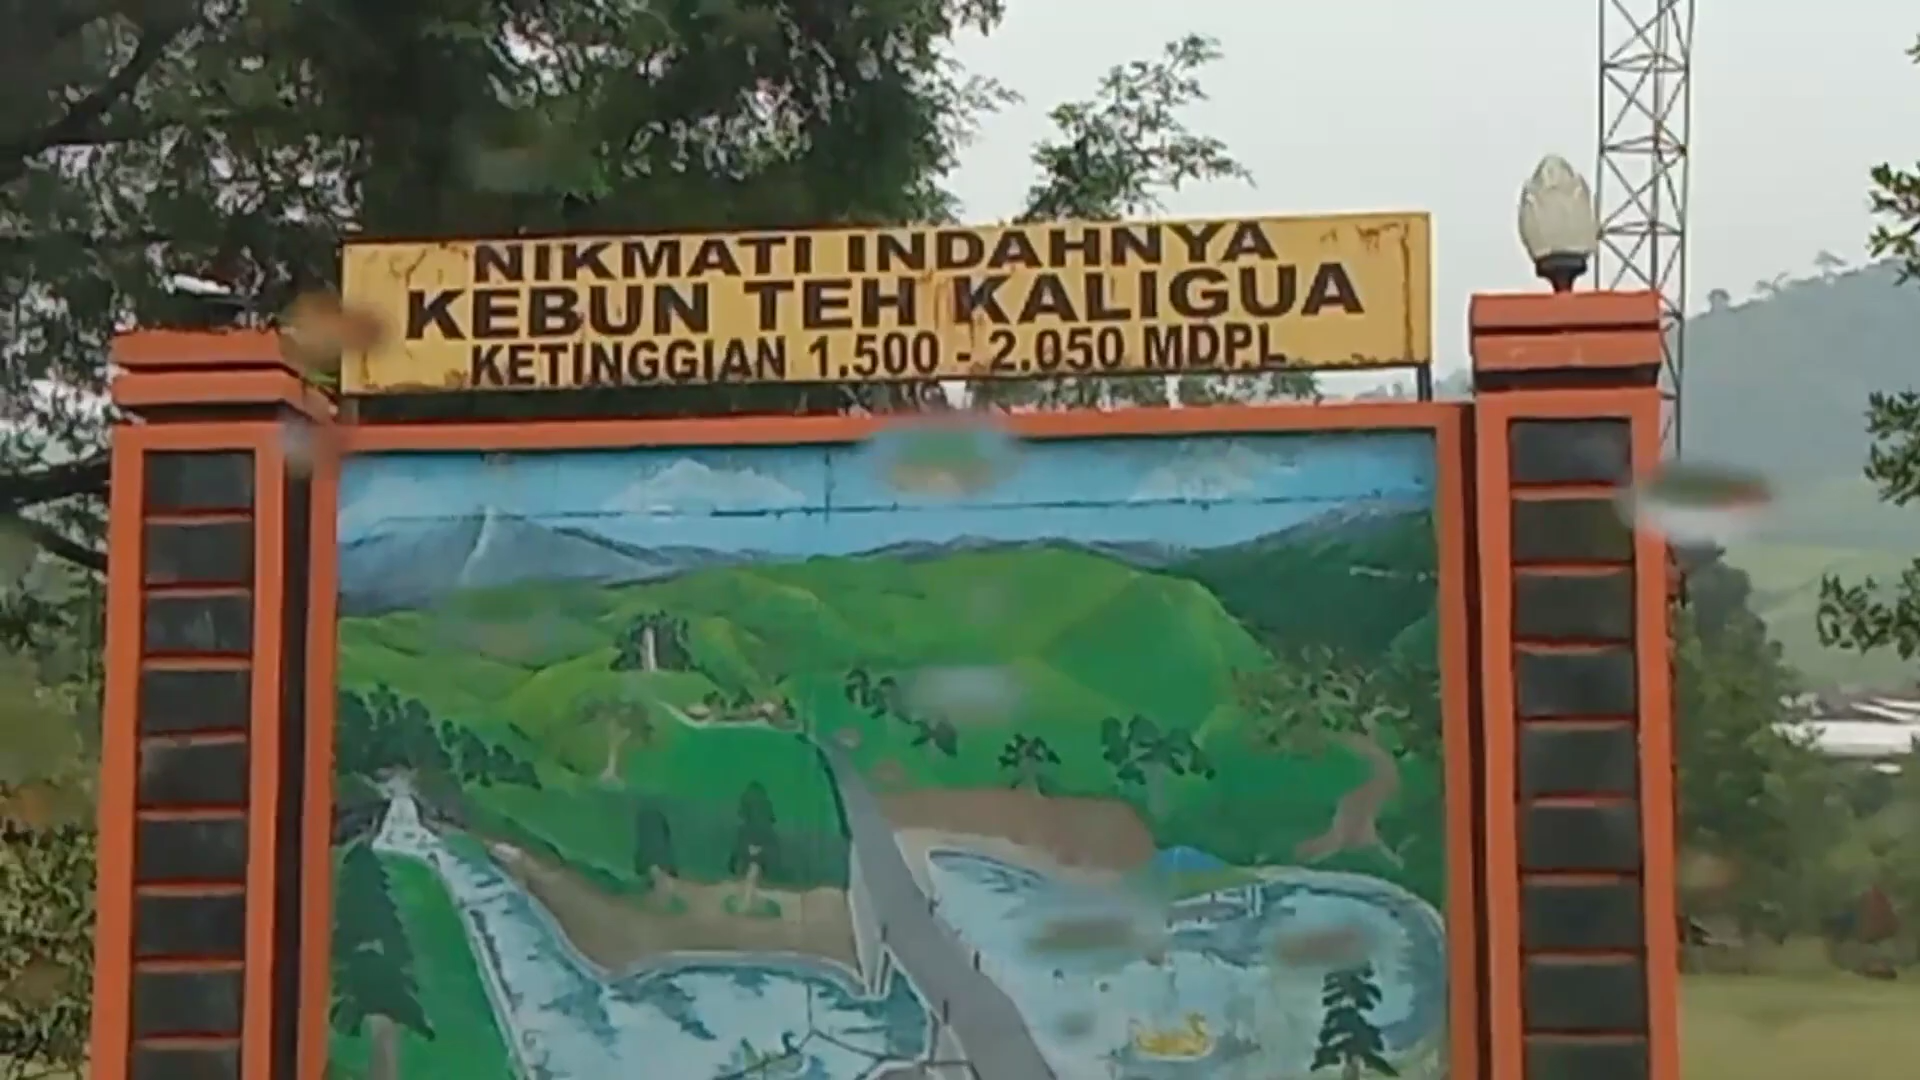 NIKMATI INDAHNYA
KEBUN TEH KALIGUA
KETINGGIAN 1.500 - 2.050 MDPL